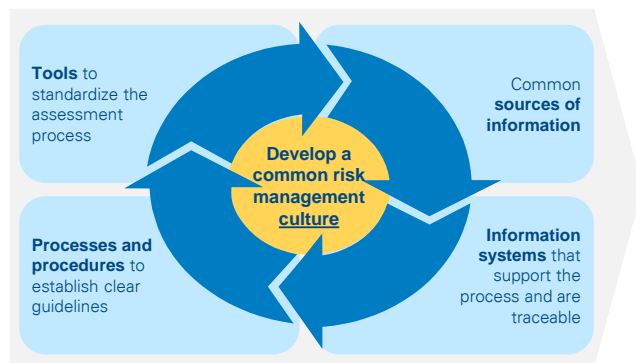 Tools to
standardize the
assessment
process
Common
sources of
information
Develop a
common risk
management
culture
Processes and
procedures to
establish clear
guidelines
Information
systems that
support the
process and are
traceable